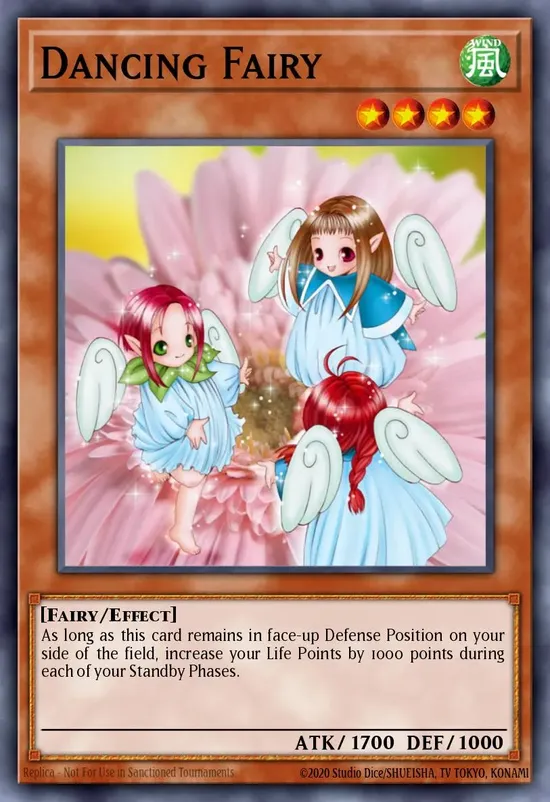 Dancing Fairy
WIND
風
[Fairy/Effect]
As long as this card remains in face-up Defense Position on your
side of the field, increase your Life Points by 1000 points during
each of your Standby Phases.
ATK/ 1700 DEF/ 1000
Replica - Not For Use in Sanctioned Tournaments
©2020 Studio Dice/SHUEISHA, TV TOKYO, KONAMI